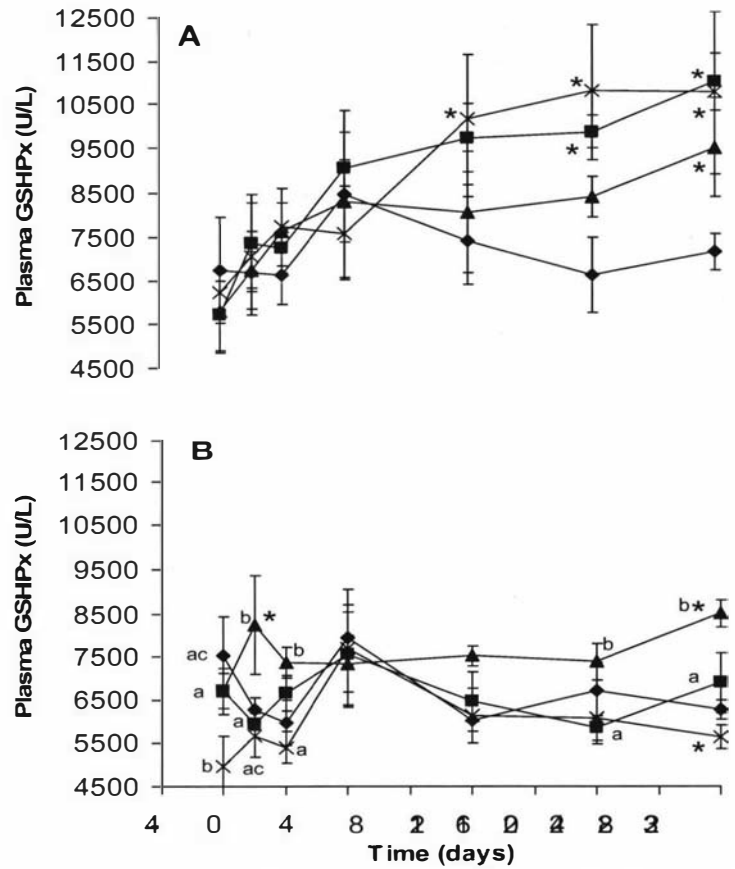 A
12500
11500
10500
9500
8500
7500
6500
5500
4500
Plasma GSHPx (U/L)
* * *
* *
*
B
12500
11500
10500
9500
8500
7500
6500
5500
4500
Plasma GSHPx (U/L)
b * b b b *
ac a a
a a a
b ac *
4 0 4 8
Time (days)